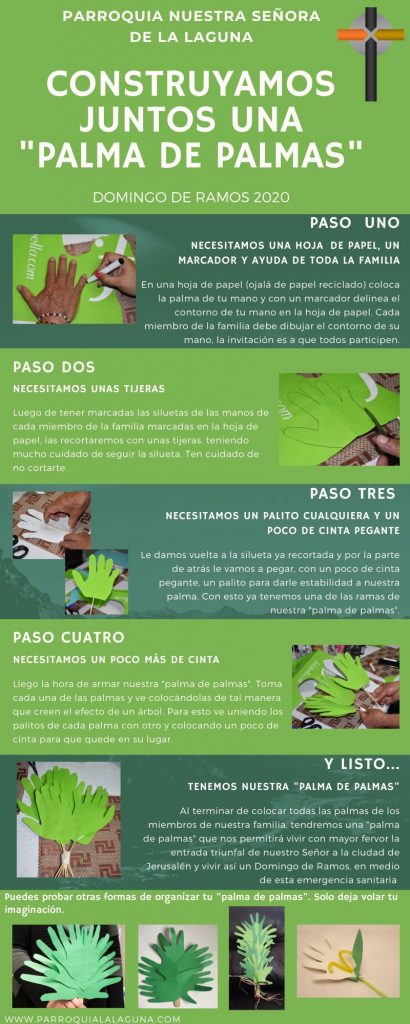 PARROQUIA NUESTRA SEÑORA
DE LA LAGUNA
CONSTRUYAMOS
JUNTOS UNA
"PALMA DE PALMAS"
DOMINGO DE RAMOS 2020
PASO UNO
NECESITAMOS UNA HOJA DE PAPEL, UN
MARCADOR Y AYUDA DE TODA LA FAMILIA
En una hoja de papel (ojalá de papel reciclado) coloca
la palma de tu mano y con un marcador delinea el
contorno de tu mano en la hoja de papel. Cada
miembro de la familia debe dibujar el contorno de su
mano, la invitación es a que todos participen.
PASO DOS
NECESITAMOS UNAS TIJERAS
Luego de tener marcadas las siluetas de las manos de
cada miembro de la familia marcadas en la hoja de
papel, las recortaremos con unas tijeras, teniendo
mucho cuidado de seguir la silueta. Ten cuidado de
no cortarte.
PASO TRES
NECESITAMOS UN PALITO CUALQUIERA Y UN
POCO DE CINTA PEGANTE
Le damos vuelta a la silueta ya recortada y por la parte
de atrás le vamos a pegar, con un poco de cinta
pegante, un palito para darle estabilidad a nuestra
palma. Con esto ya tenemos una de las ramas de
nuestra "palma de palmas".
PASO CUATRO
NECESITAMOS UN POCO MÁS DE CINTA
Llego la hora de armar nuestra "palma de palmas". Toma
cada una de las palmas y ve colocándolas de tal manera
que creen el efecto de un árbol. Para esto ve uniendo los
palitos de cada palma con otro y colocando un poco de
cinta para que quede en su lugar.
Y LISTO...
TENEMOS NUESTRA "PALMA DE PALMAS"
Al terminar de colocar todas las palmas de los
miembros de nuestra familia, tendremos una "palma
de palmas" que nos permitirá vivir con mayor fervor la
entrada triunfal de nuestro Señor a la ciudad de
Jerusalén y vivir así un Domingo de Ramos, en medio
de esta emergencia sanitaria
Puedes probar otras formas de organizar tu "palma de palmas". Solo deja volar tu
imaginación.
WWW.PARROQUIALALAGUNA.COM